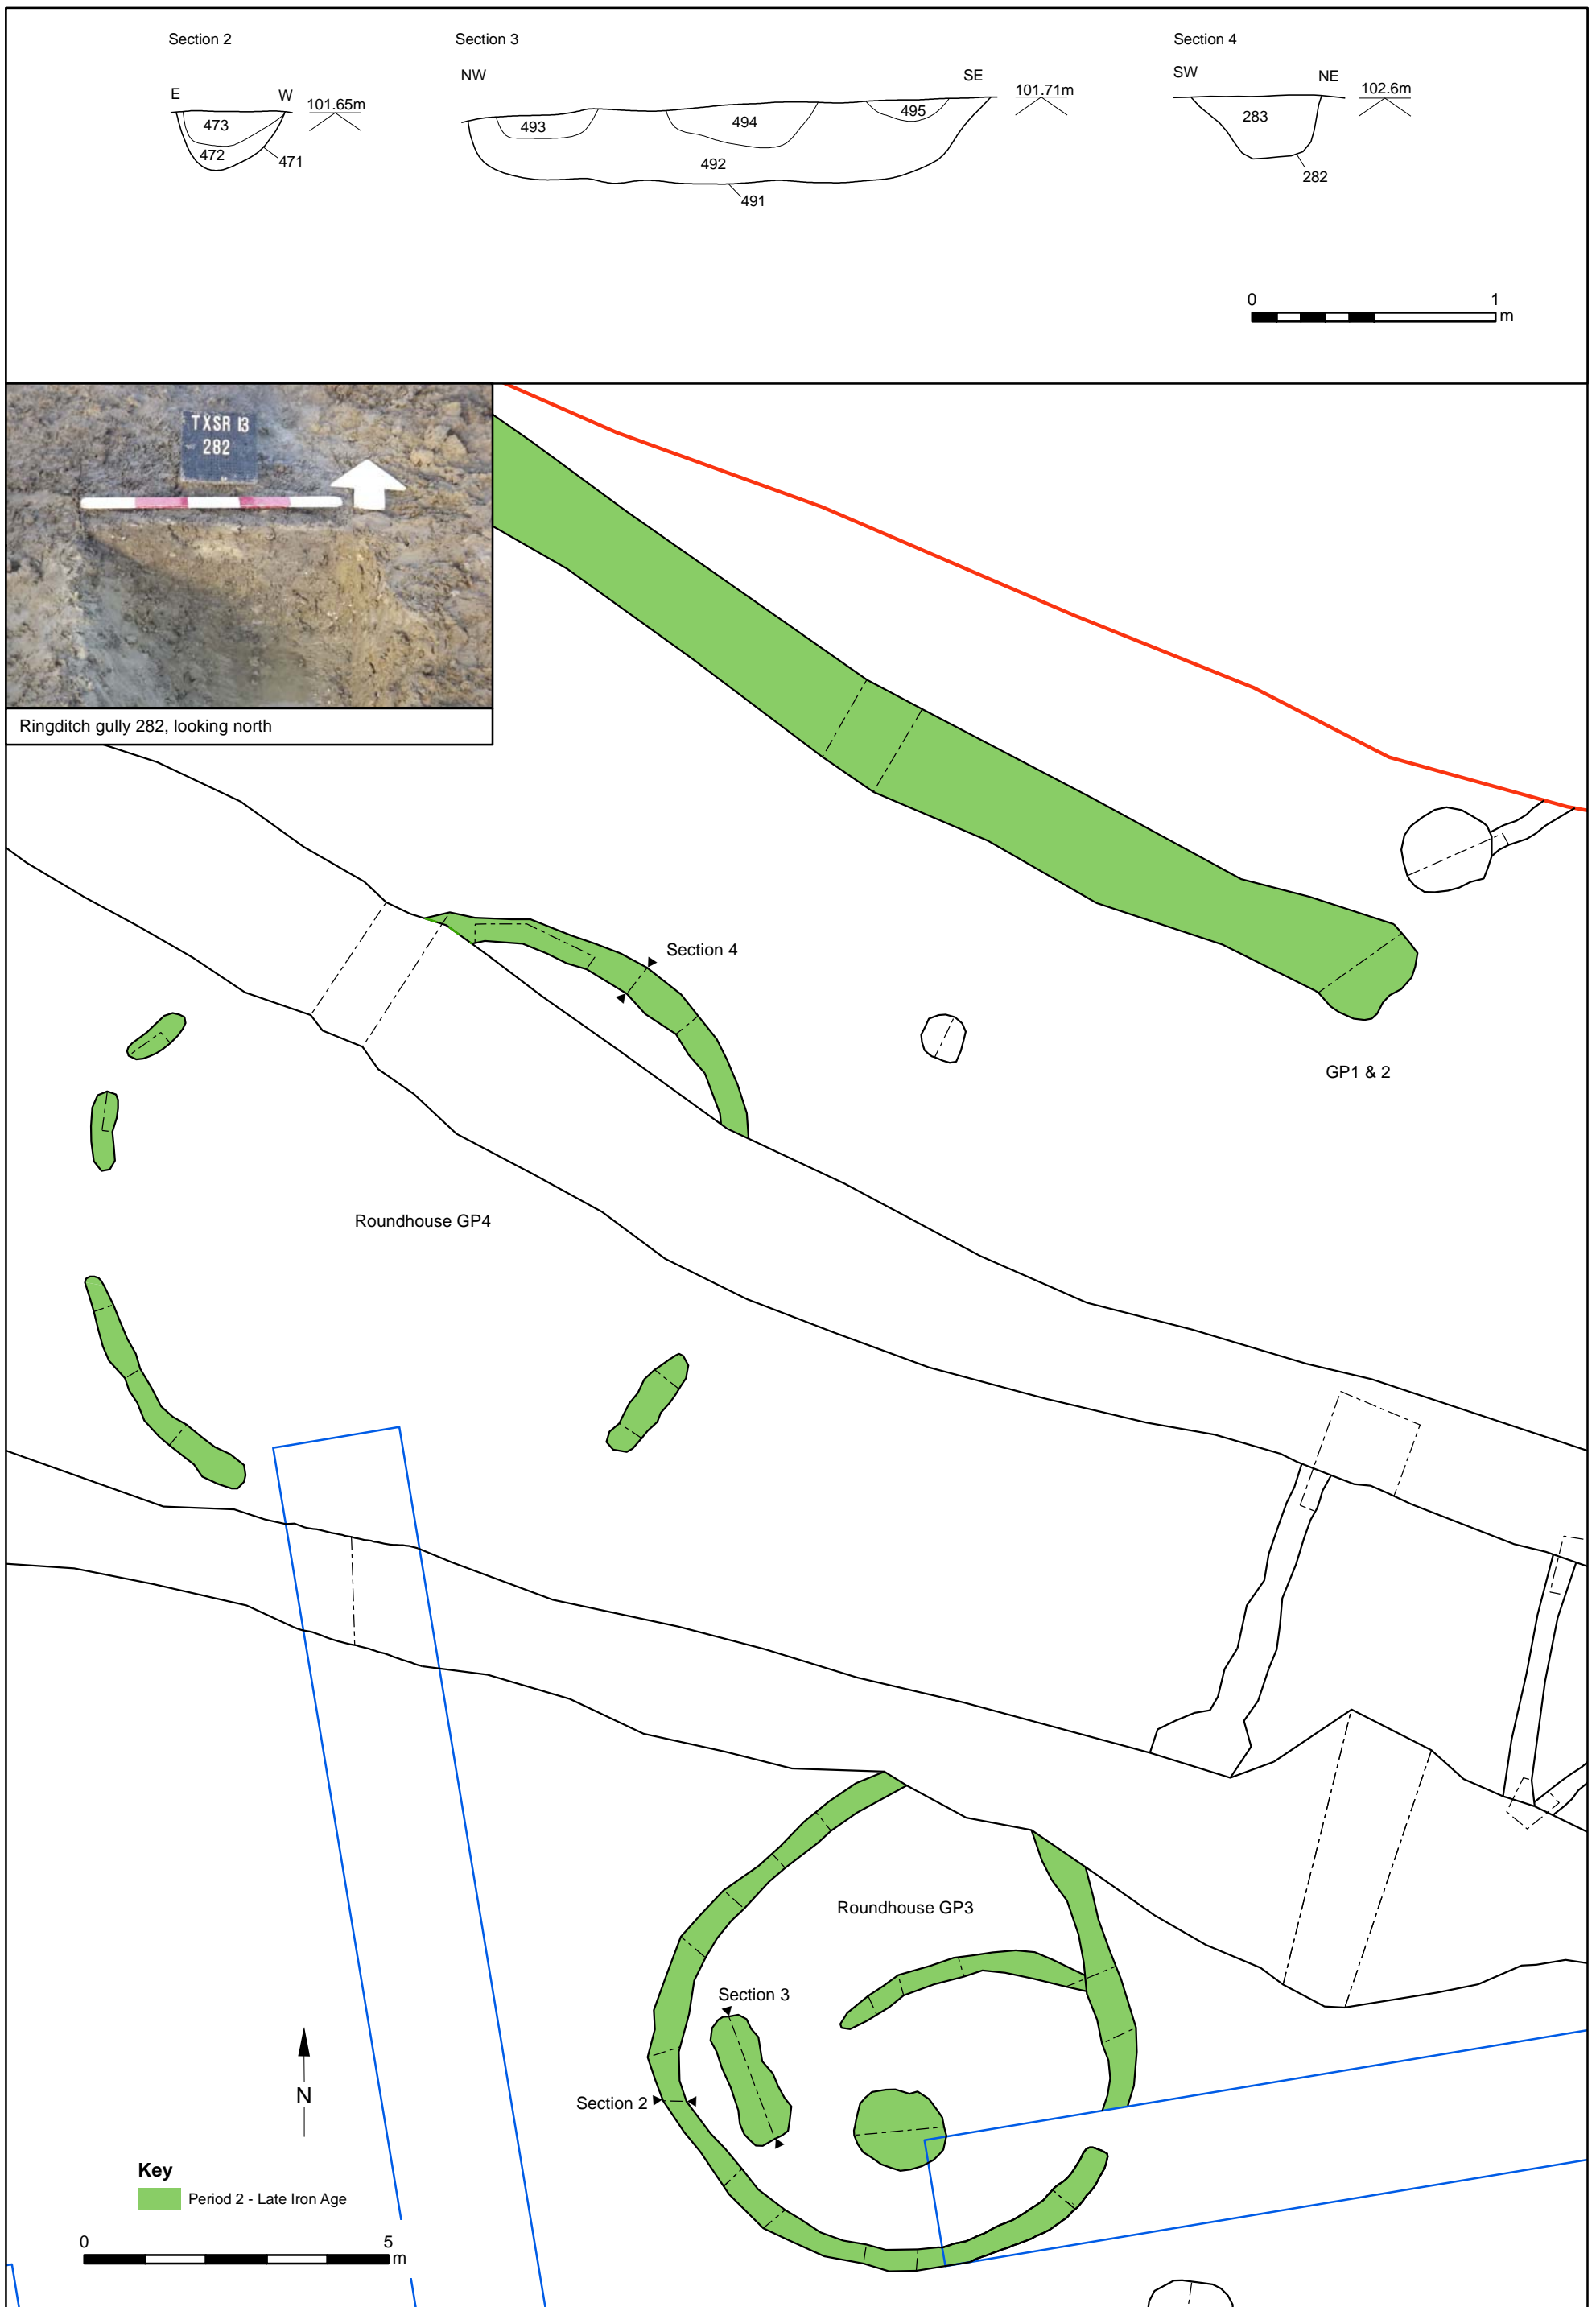 Section 2
E
W
101.65m
473
472
471
Section 3
NW
SE
101.71m
493
494
495
492
491
Section 4
SW
NE
102.6m
283
282
0
1
m
TXSR 13
282
Ringditch gully 282, looking north
Section 4
GP1 & 2
Roundhouse GP4
Roundhouse GP3
Section 3
Section 2
N
Key
Period 2 - Late Iron Age
0
5
m